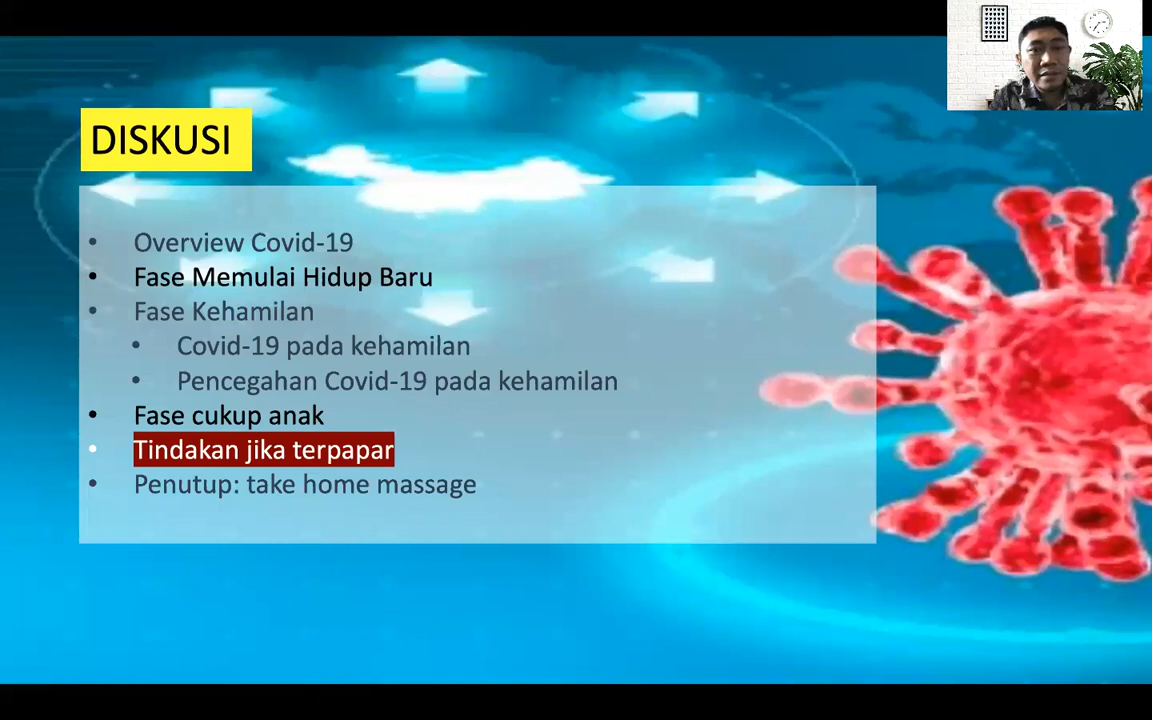 DISKUSI
• Overview Covid-19
• Fase Memulai Hidup Baru
• Fase Kehamilan
• Covid-19 pada kehamilan
• Pencegahan Covid-19 pada kehamilan
• Fase cukup anak
• Tindakan jika terpapar
• Penutup: take home massage